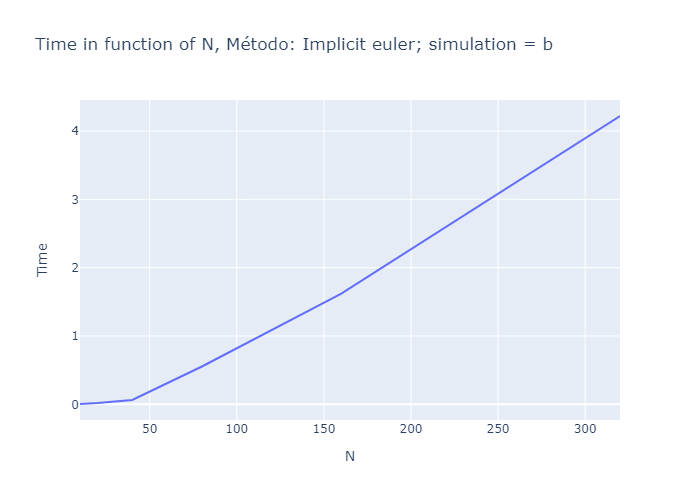 Time in function of N, Método: Implicit euler; simulation = b
4
3
2
1
0
Time
50 100 150 200 250 300
N